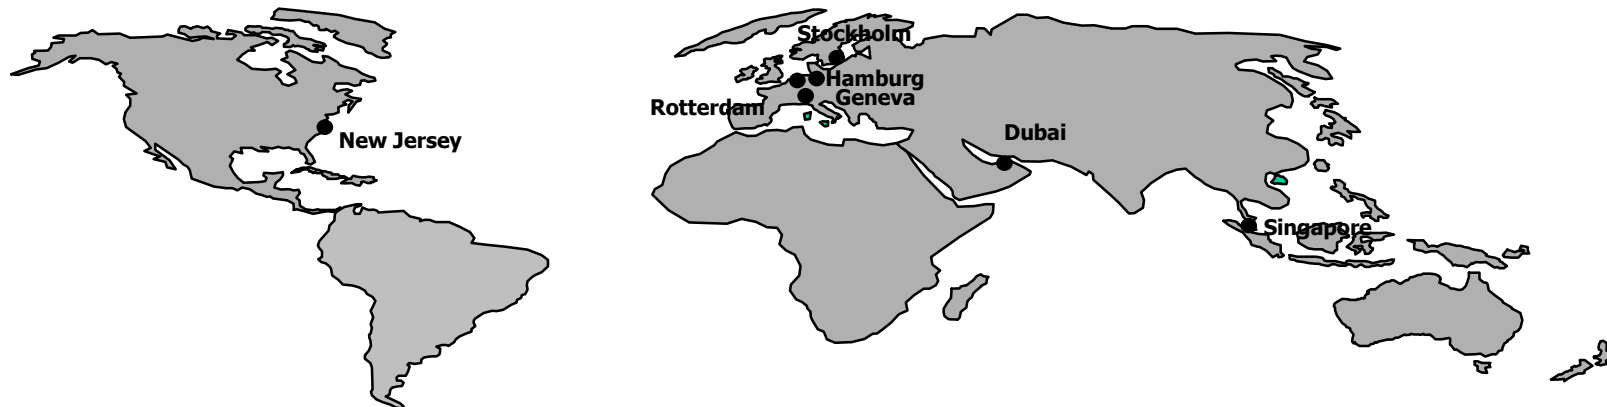 Stockholm
Hamburg
Geneva
Rotterdam
Dubai
New Jersey
Singapore